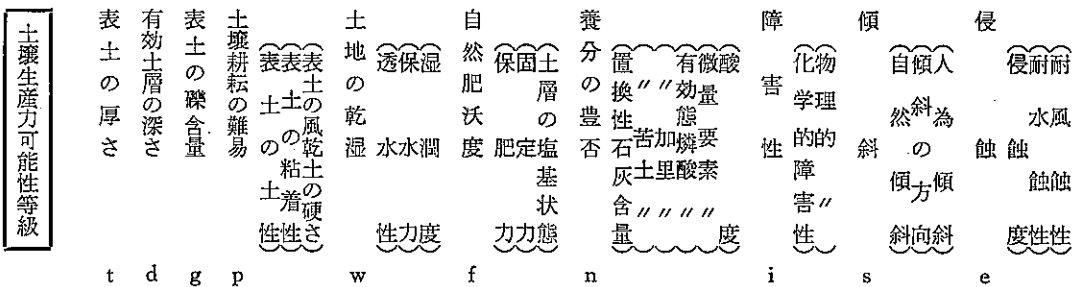 土壌生産力可能性等級
表土の厚さ t
有効土層の深さ d
表土の礫含量 g
土壌耕耘の難易 p
(表土の土性)
(表土の粘着性)
(表土の風乾土の硬さ)
土地の乾湿 w
(透水性)
(保水力)
(湿潤度)
自然肥沃度 f
(保肥力)
(固定力)
(土層の塩基状態)
養分の豊否 n
(置換性石灰含量)
(〃苦土〃)
(〃加里〃)
(有効態燐酸〃)
(微量要素〃)
(酸度)
障害性 i
(化学的障害性)
(物理的〃)
傾斜 s
(自然傾斜)
(傾斜の方向)
(人為傾斜)
侵蝕 e
(侵蝕度)
(耐水蝕性)
(耐風蝕性)